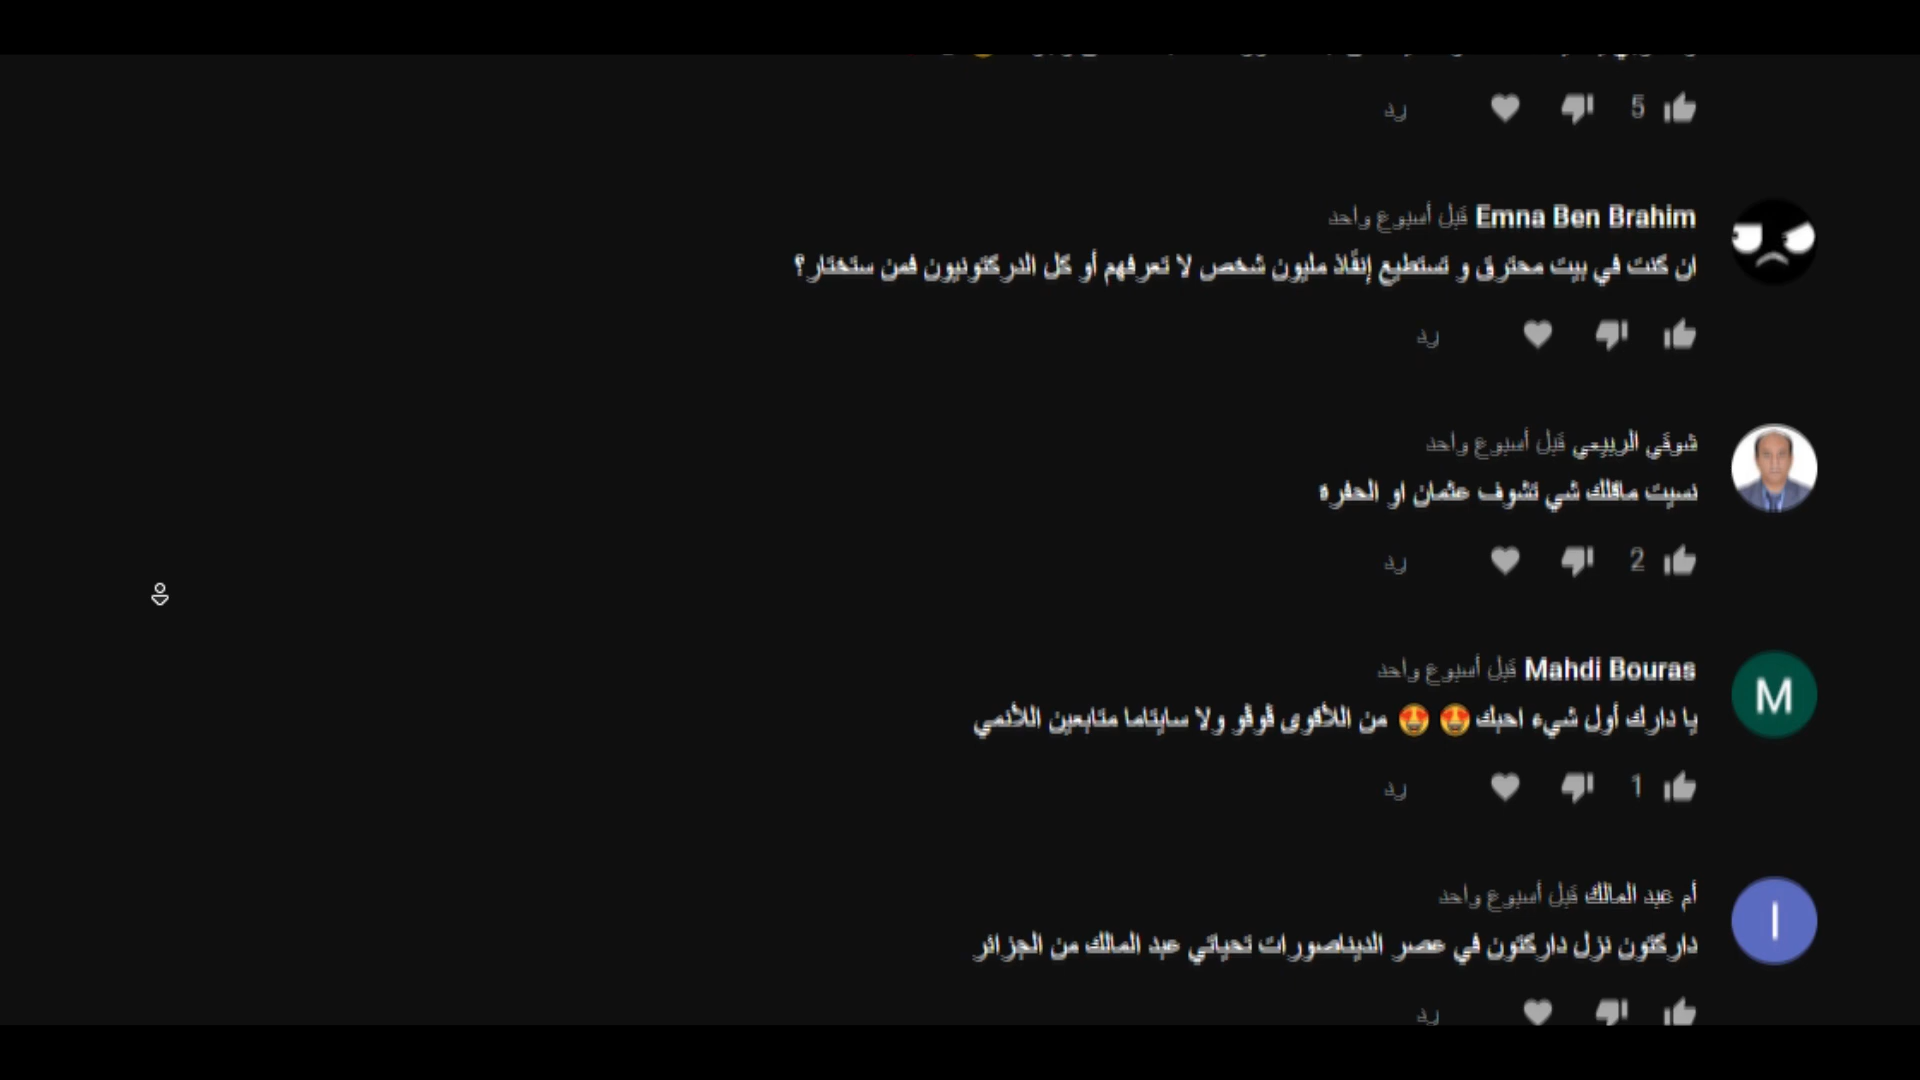 رد 5
Emna Ben Brahim قبل أسبوع واحد
ان كنت في بيت محترق و تستطيع إنقاذ مليون شخص لا تعرفهم أو كل الدركتونيون فمن ستختار؟
رد
شوقي الربيعي قبل أسبوع واحد
نسيت ماقلك شي تشوف عثمان او الحفره
رد 2
Mahdi Bouras قبل أسبوع واحد
يا دارك أول شيء احبك😍 😍 من اللأقوى قوقو ولا سايتاما متابعين اللأنمي
رد 1
M
أم عبد المالك قبل أسبوع واحد
داركتون نزل داركتون في عصر الديناصورات تحياتي عبد المالك من الجزائر
I
رد